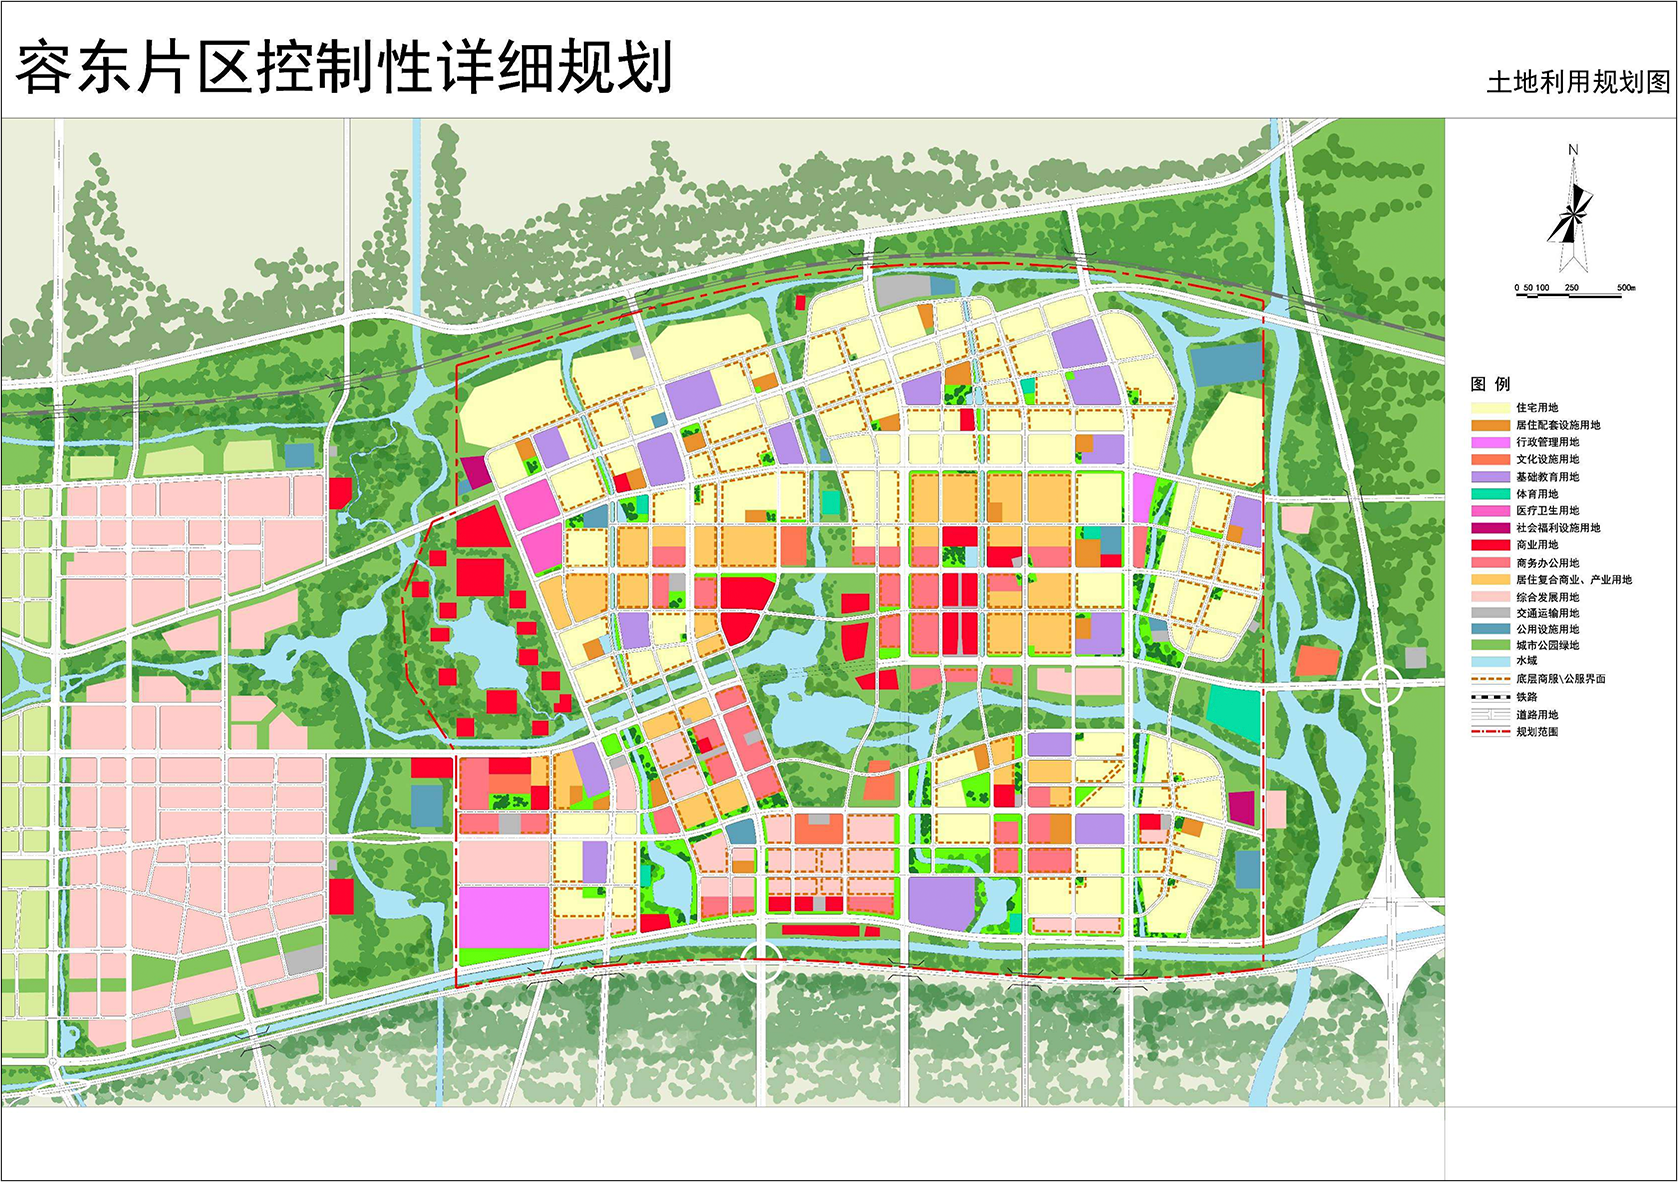 容东片区控制性详细规划
土地利用规划图
N
0 50 100 250 500m
图 例
住宅用地
居住配套设施用地
行政管理用地
文化设施用地
基础教育用地
体育用地
医疗卫生用地
社会福利设施用地
商业用地
商务办公用地
居住复合商业、产业用地
综合发展用地
交通运输用地
公用设施用地
城市公园绿地
水域
底层商服\公服界面
铁路
道路用地
规划范围